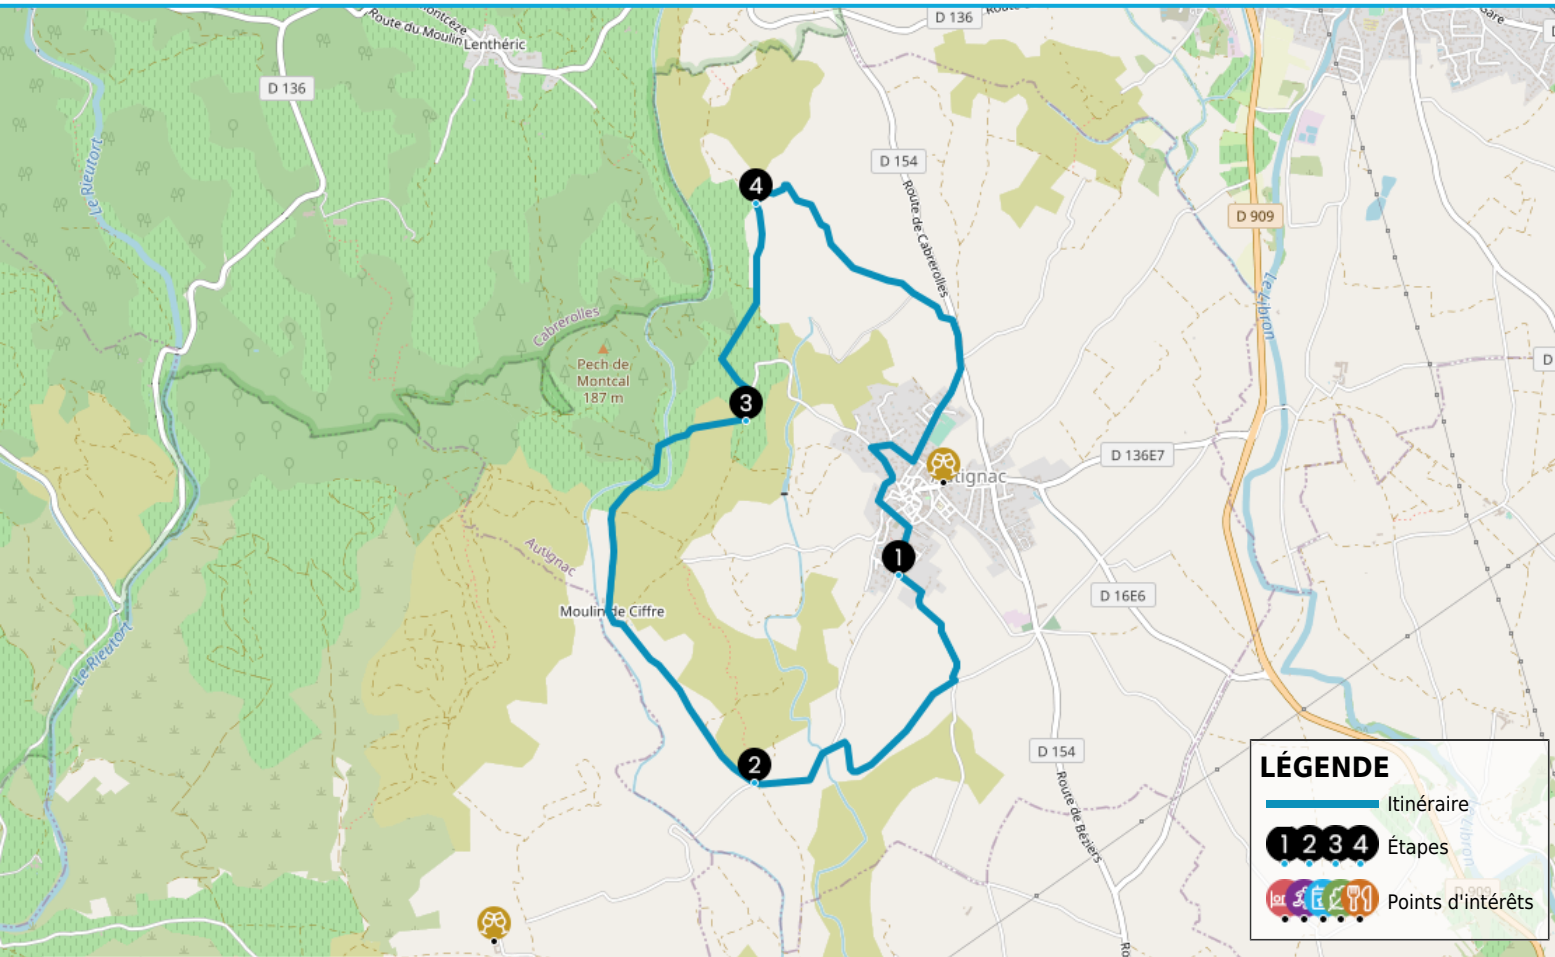 D 136
Route du Moulin
Lenthéric
Gare
D 136
D 154
Le Rieutort
4
Route de Cabrerolles
D 909
Le Libron
Cabrerolles
Pech de
Montcal
187 m
3
D 136E7
tignac
Autignac
1
D 16E6
Moulin de Ciffre
Le Rieutort
2
D 154
Route de Béziers
LÉGENDE
Itinéraire
1 2 3 4 Étapes
D 909
Points d'intérêts